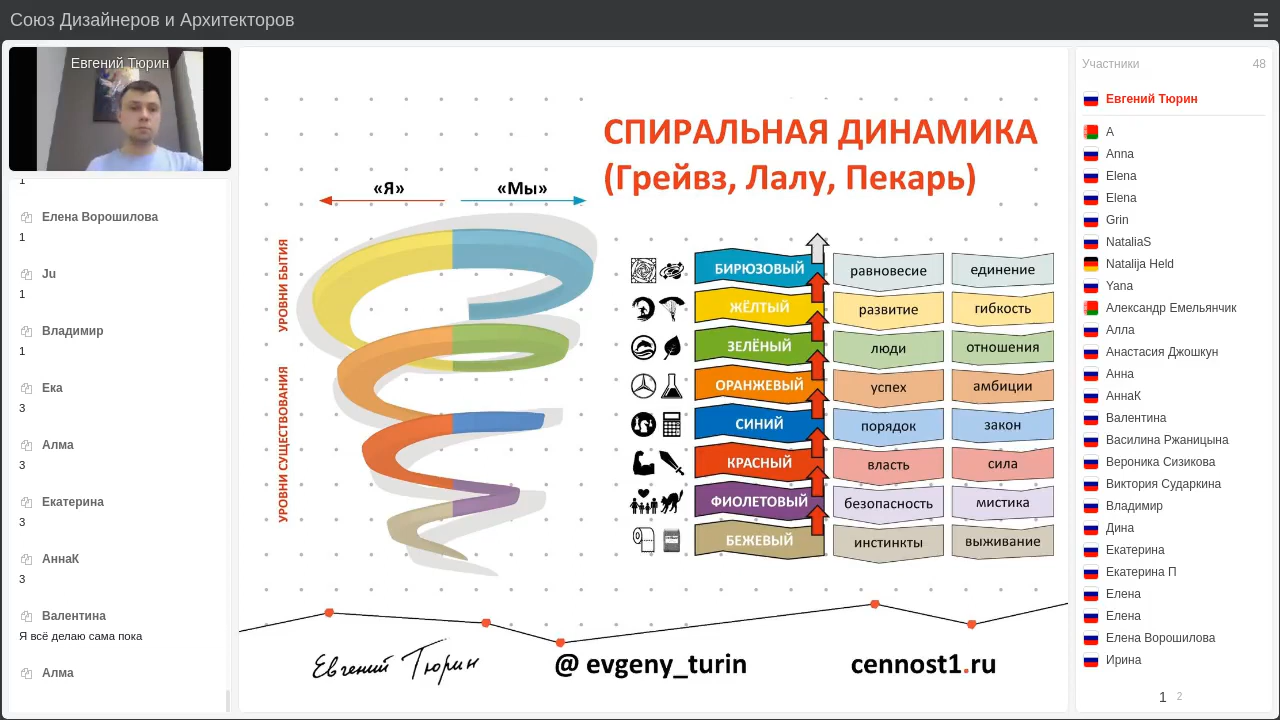 Союз Дизайнеров и Архитекторов
Евгений Тюрин
1
Елена Ворошилова
1
Ju
1
Владимир
1
Ека
3
Алма
3
Екатерина
3
АннаК
3
Валентина
Я всё делаю сама пока
Алма
СПИРАЛЬНАЯ ДИНАМИКА
(Грейвз, Лалу, Пекарь)
«Я» «Мы»
УРОВНИ БЫТИЯ
УРОВНИ СУЩЕСТВОВАНИЯ
БИРЮЗОВЫЙ равновесие единение
ЖЁЛТЫЙ развитие гибкость
ЗЕЛЁНЫЙ люди отношения
ОРАНЖЕВЫЙ успех амбиции
СИНИЙ порядок закон
КРАСНЫЙ власть сила
ФИОЛЕТОВЫЙ безопасность мистика
БЕЖЕВЫЙ инстинкты выживание
Евгений Тюрин @ evgeny_turin cennost1.ru
Участники 48
Евгений Тюрин
А
Anna
Elena
Elena
Grin
NataliaS
Natalija Held
Yana
Александр Емельянчик
Алла
Анастасия Джошкун
Анна
АннаК
Валентина
Василина Ржаницына
Вероника Сизикова
Виктория Сударкина
Владимир
Дина
Екатерина
Екатерина П
Елена
Елена
Елена Ворошилова
Ирина
1 2